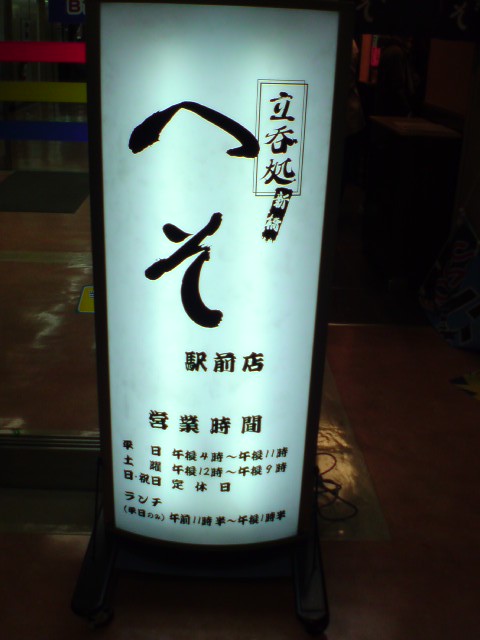 立呑処
新橋
へそ
駅前店
営業時間
平日 午後4時～午後11時
土曜 午後12時～午後9時
日・祝日 定休日
ランチ
(平日のみ) 午前11時半～午後1時半